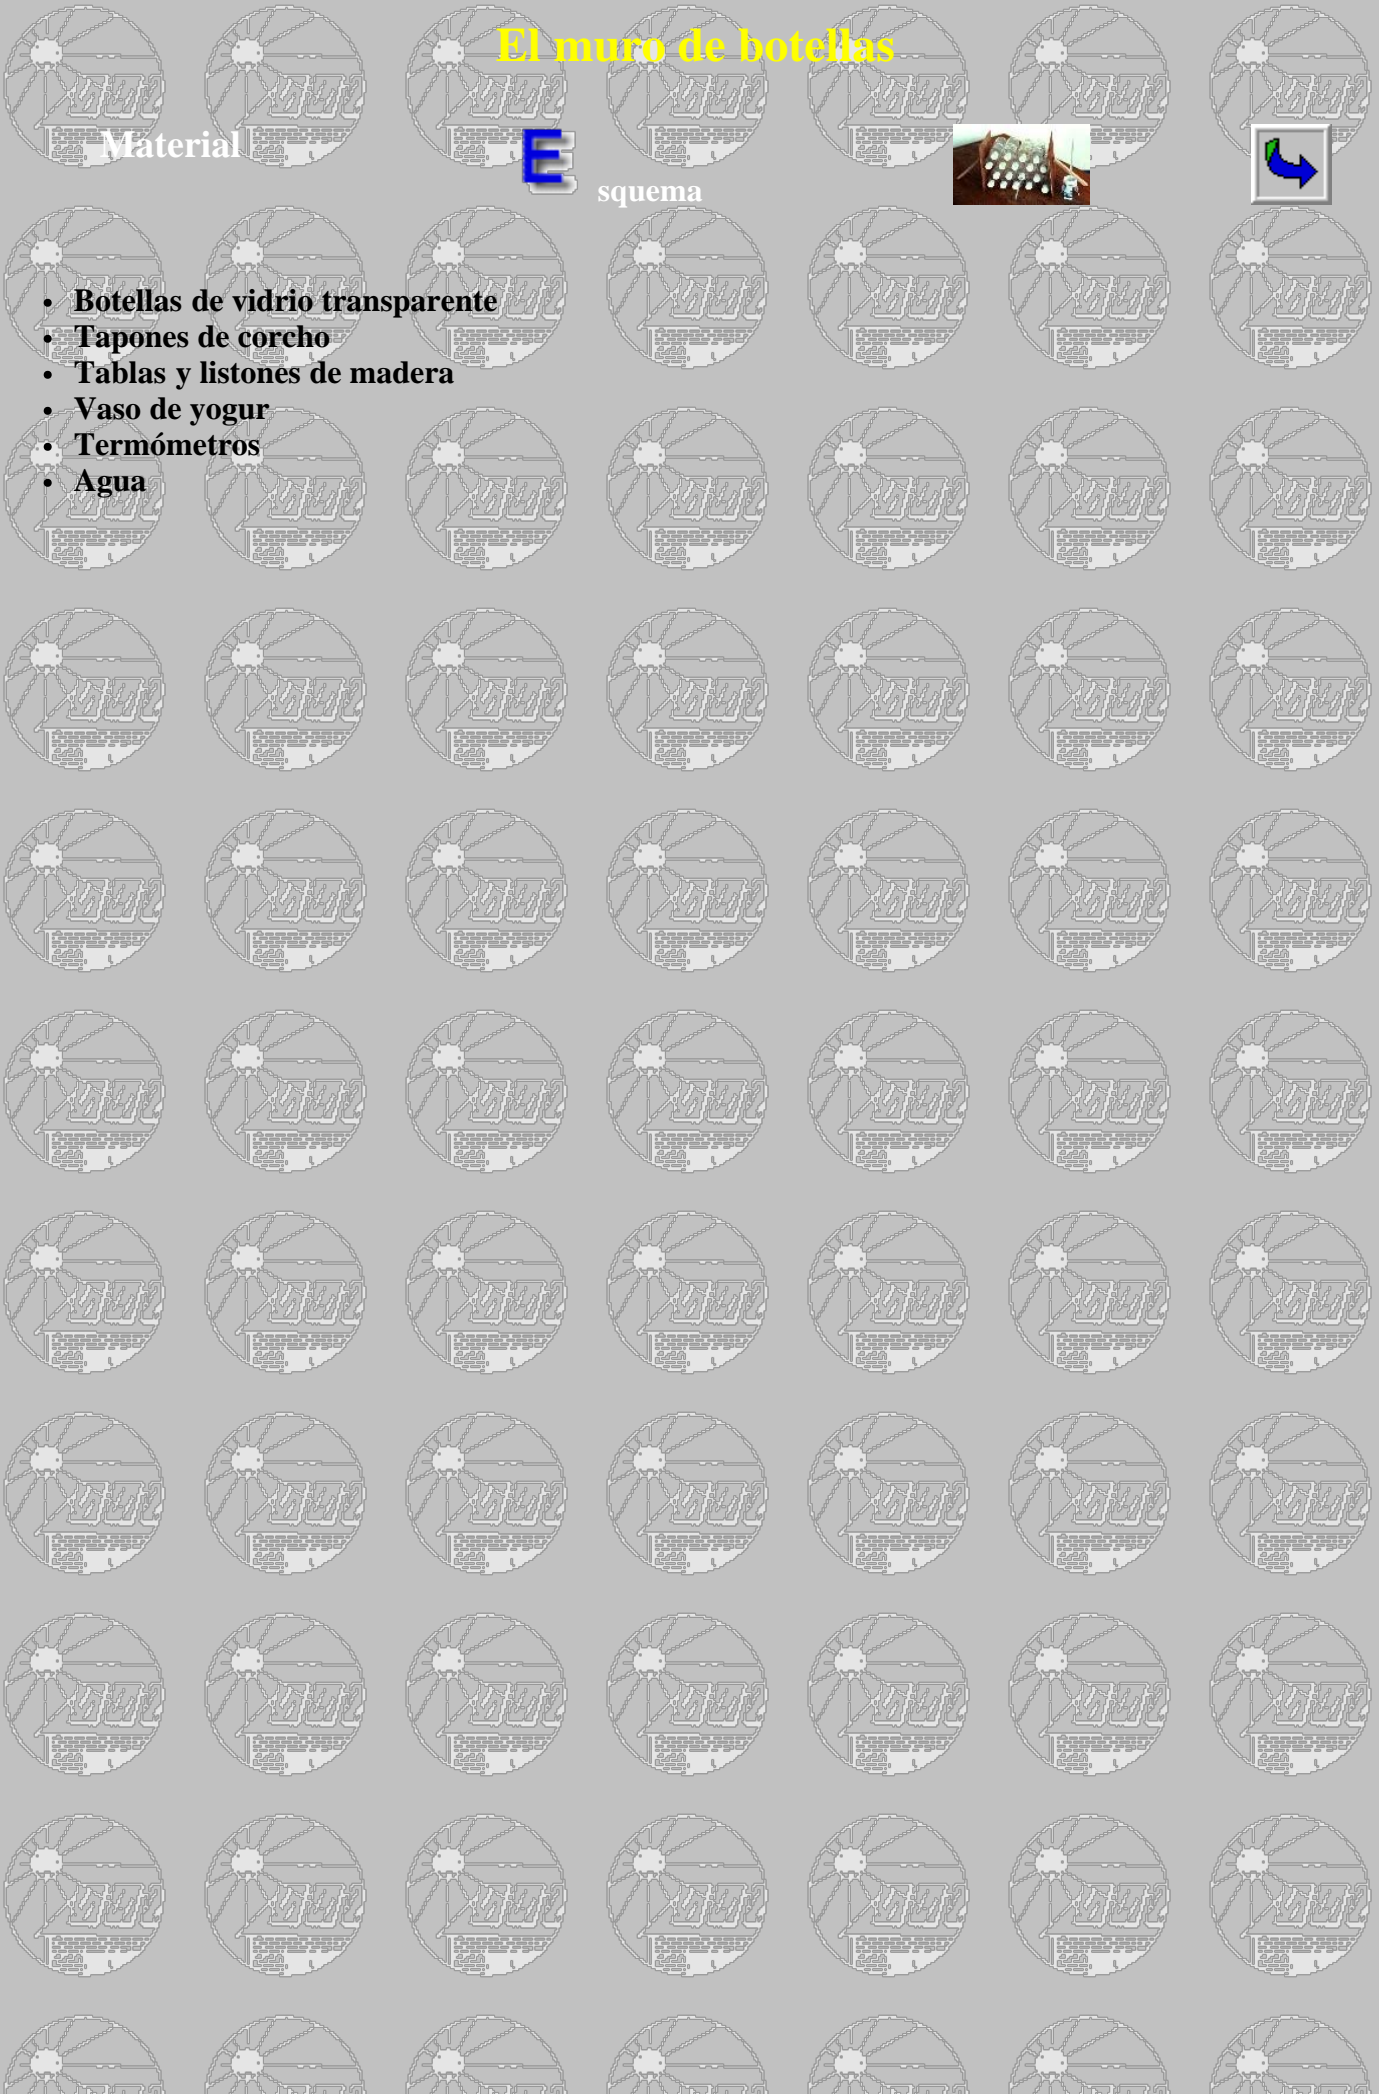 El muro de botellas
Material
Esquema
Botellas de vidrio transparente
Tapones de corcho
Tablas y listones de madera
Vaso de yogur
Termómetros
Agua